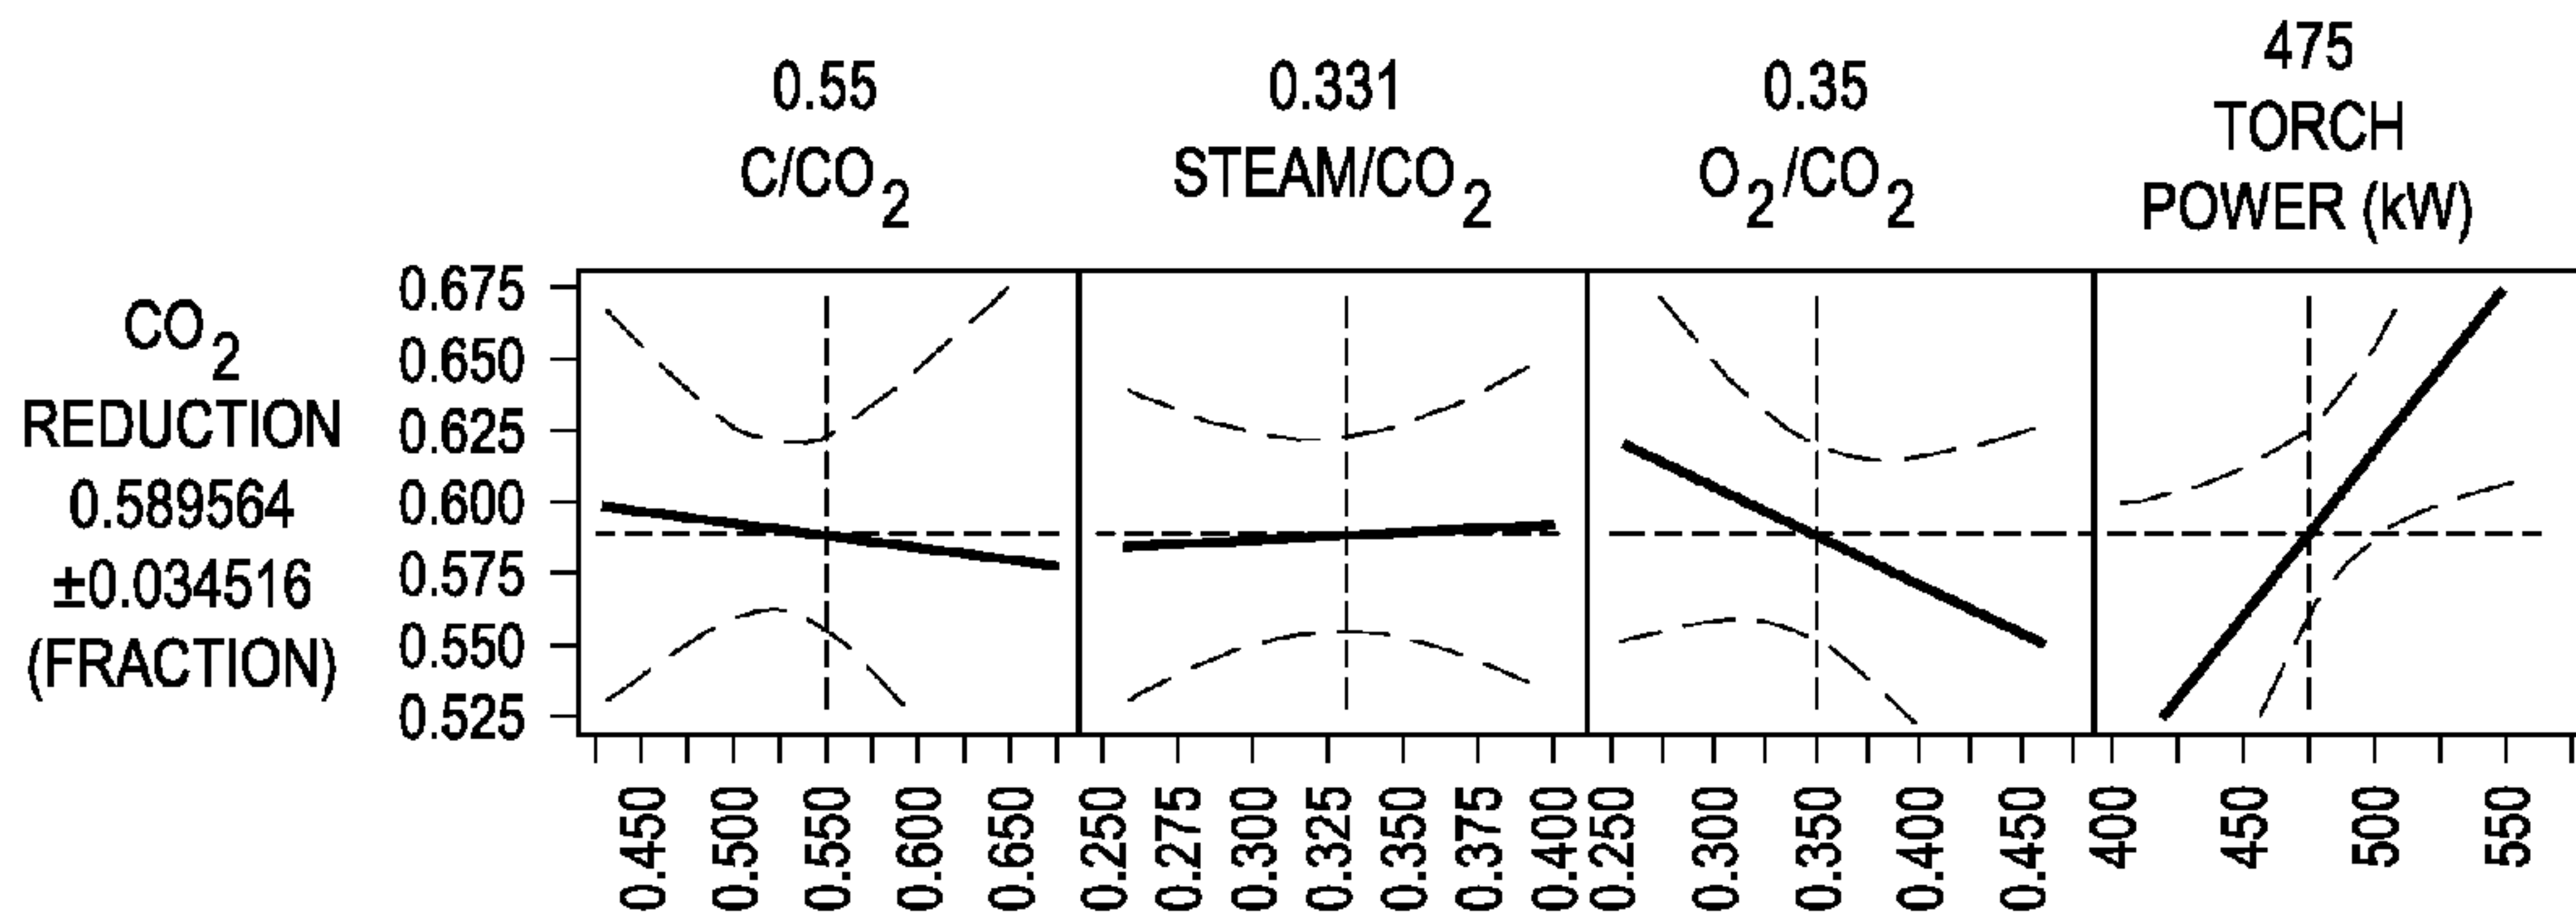 0.55
C/CO2
0.331
STEAM/CO2
0.35
O2/CO2
475
TORCH
POWER (kW)
CO2
REDUCTION
0.589564
±0.034516
(FRACTION)
0.675
0.650
0.625
0.600
0.575
0.550
0.525
0.450 0.500 0.550 0.600 0.650
0.250 0.275 0.300 0.325 0.350 0.375 0.400
0.250 0.300 0.350 0.400 0.450
400 450 500 550